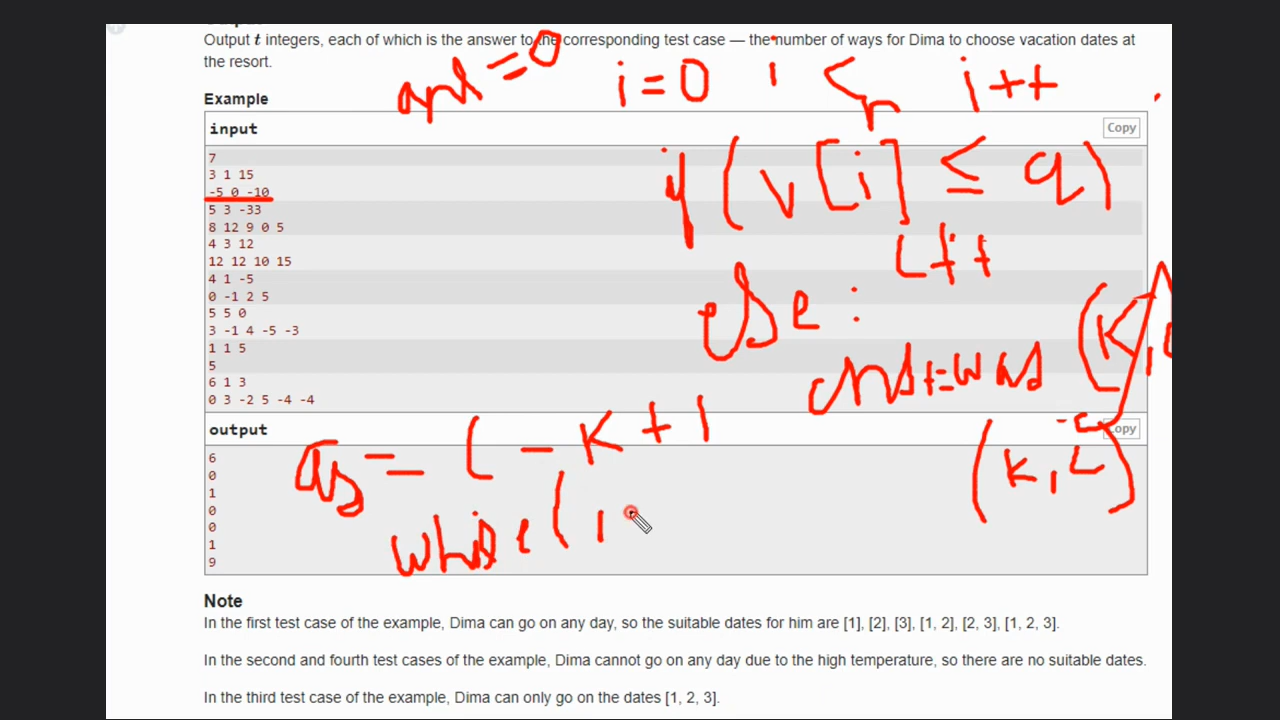 Output t integers, each of which is the answer to the corresponding test case — the number of ways for Dima to choose vacation dates at
the resort.
ans=0 i=0 i < n i++
Example
input
Copy
7
3 1 15
-5 0 -10
5 3 -33
8 12 9 0 5
4 3 12
12 12 10 15
4 1 -5
0 -1 2 5
5 5 0
3 -1 4 -5 -3
1 1 5
5
6 1 3
0 3 -2 5 -4 -4
if (v[i] ≤ q)
L++
else :
ans+=ways
(K,
(K, L)
output
6
0
1
0
0
1
9
as = L - K + 1
while (1
Note
In the first test case of the example, Dima can go on any day, so the suitable dates for him are [1], [2], [3], [1, 2], [2, 3], [1, 2, 3].
In the second and fourth test cases of the example, Dima cannot go on any day due to the high temperature, so there are no suitable dates.
In the third test case of the example, Dima can only go on the dates [1, 2, 3].